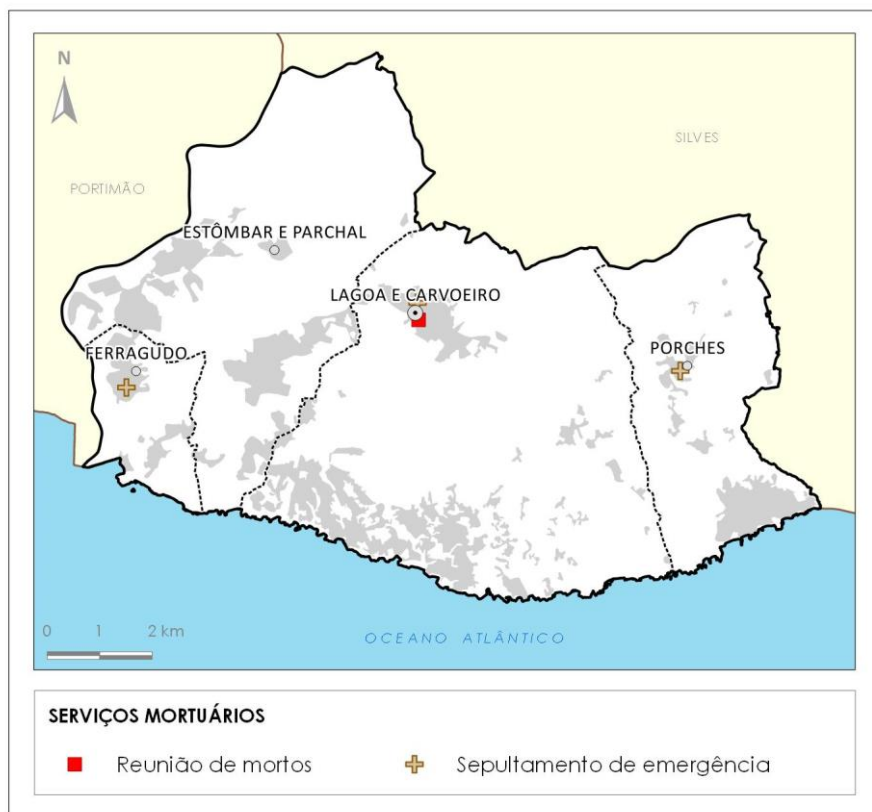 N
SILVES
PORTIMÃO
ESTÔMBAR E PARCHAL
LAGOA E CARVOEIRO
FERRAGUDO
PORCHES
0 1 2 km
OCEANO ATLÂNTICO
SERVIÇOS MORTUÁRIOS
Reunião de mortos
Sepultamento de emergência